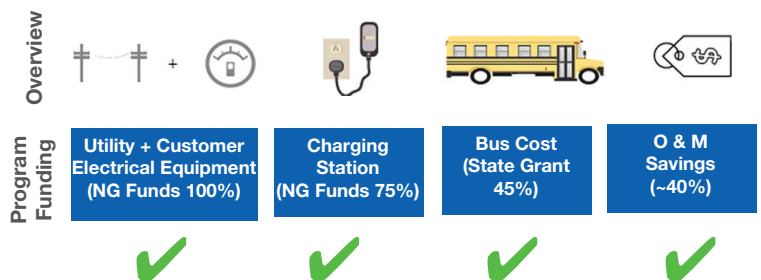 Overview
+
$
Program
Funding
Utility + Customer
Electrical Equipment
(NG Funds 100%)
Charging
Station
(NG Funds 75%)
Bus Cost
(State Grant
45%)
O & M
Savings
(~40%)